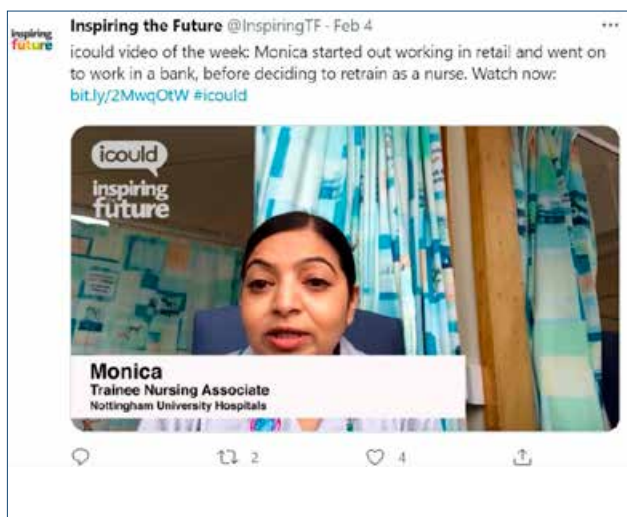 inspiring
future
Inspiring the Future @InspiringTF - Feb 4
icould video of the week: Monica started out working in retail and went on
to work in a bank, before deciding to retrain as a nurse. Watch now:
bit.ly/2MwqOtW #icould
icould
inspiring
future
Monica
Trainee Nursing Associate
Nottingham University Hospitals
2
4